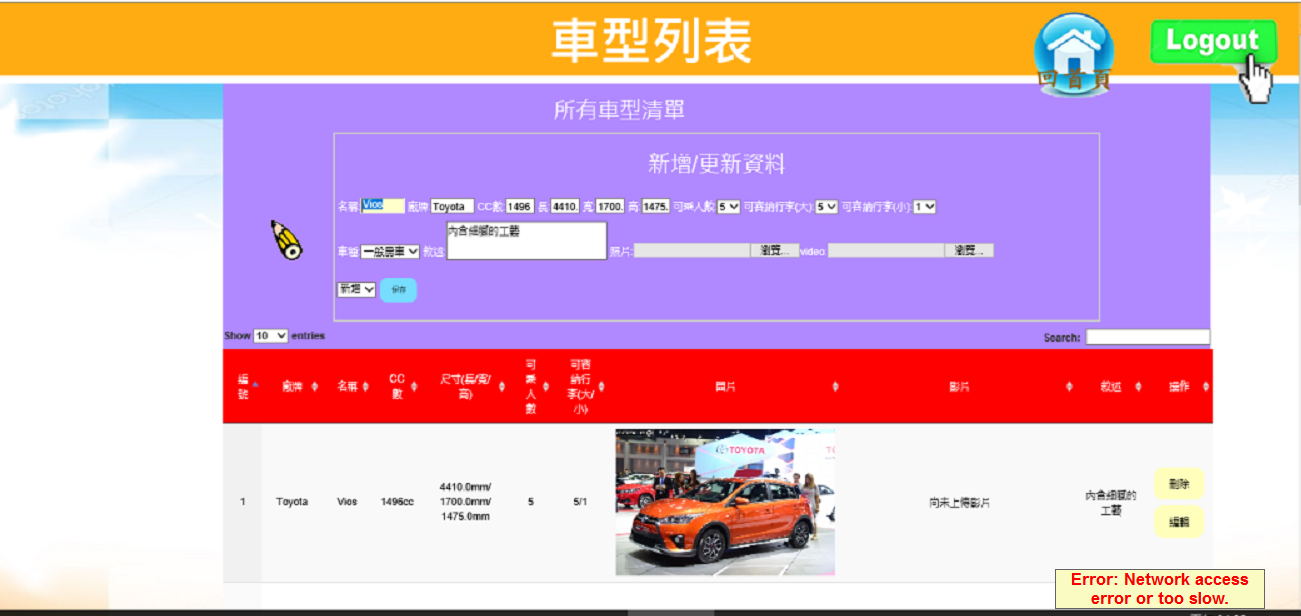 車型列表
回首頁
Logout
所有車型清單
新增/更新資料
名稱 Vios 廠牌 Toyota CC數 1496 長 4410. 寬 1700. 高 1475. 可乘人數 5 可容納行李(大): 5 可容納行李(小): 1
車種 一般房車 敘述: 內含細膩的工藝 照片: 瀏覽... video: 瀏覽...
新增 保存
Show 10 entries
Search:
編號 廠牌 名稱 CC數 尺寸(長/寬/高) 可乘人數 可容納行李(大/小) 圖片 影片 敘述 操作
TOYOTA
1 Toyota Vios 1496cc 4410.0mm/ 1700.0mm/ 1475.0mm 5 5/1 尚未上傳影片 內含細膩的工藝 刪除
編輯
Error: Network access
error or too slow.